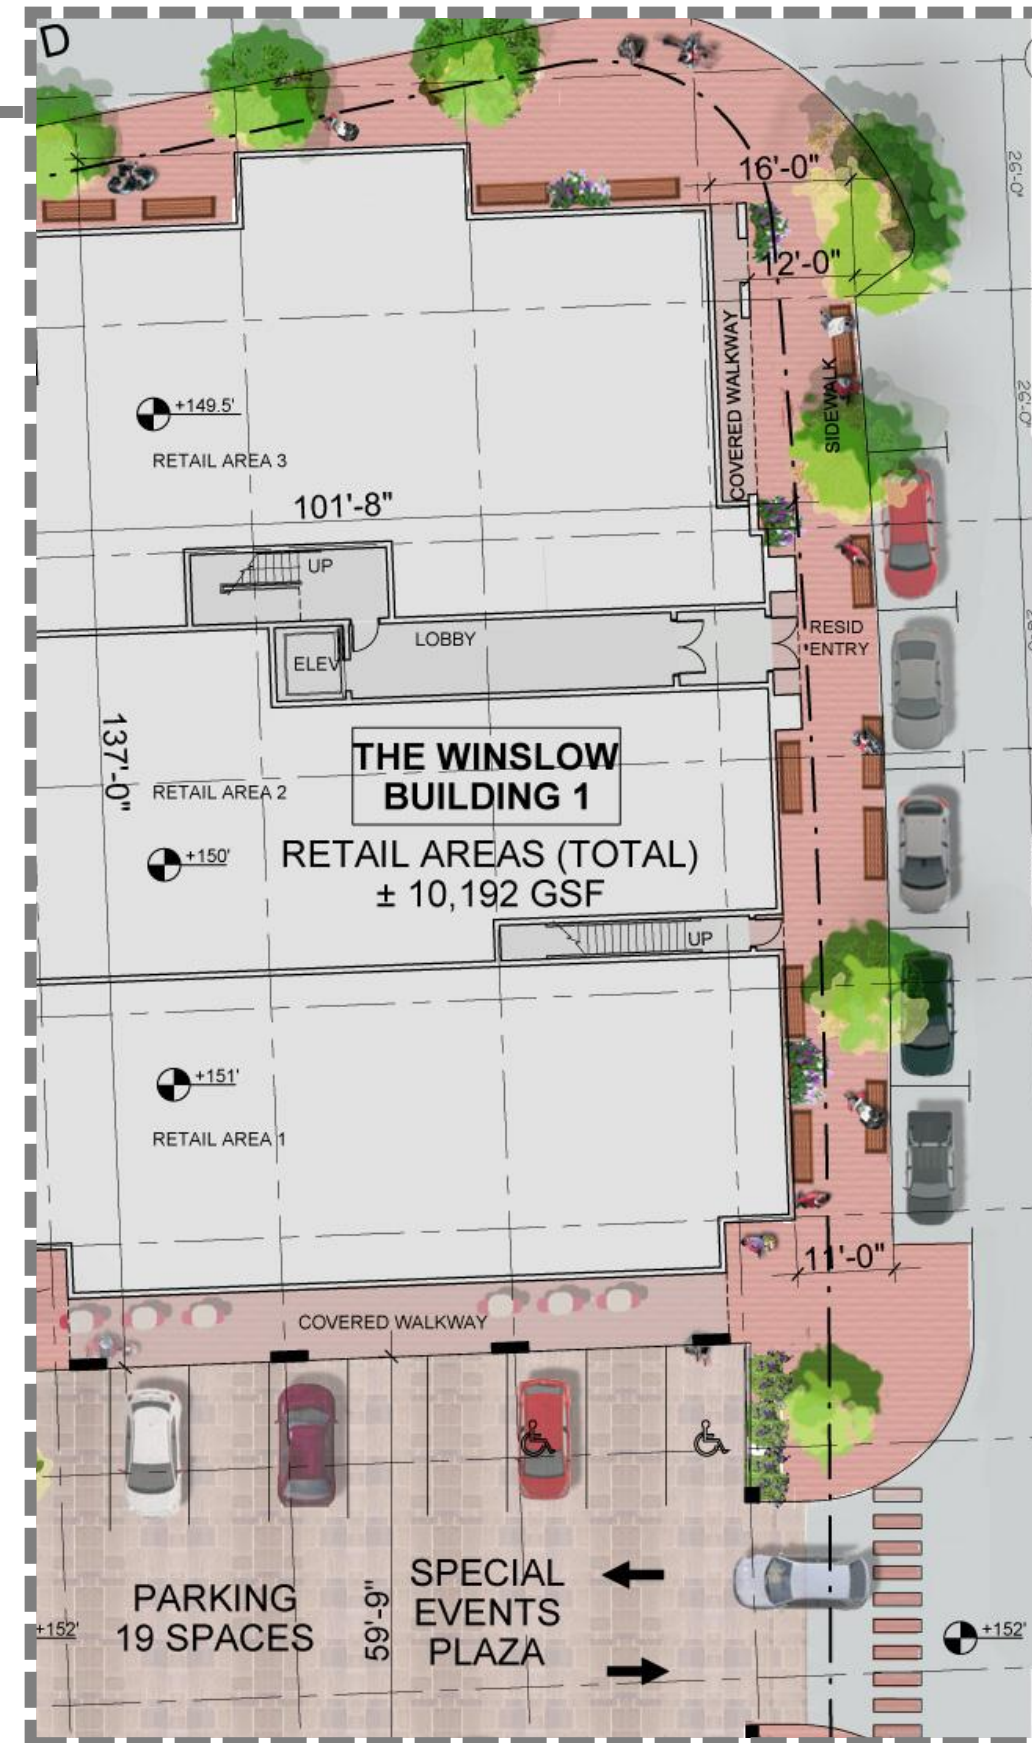 D
16'-0"
26'-0"
12'-0"
COVERED WALKWAY
SIDEWALK
26'-0"
+149.5'
RETAIL AREA 3
101'-8"
UP
LOBBY
ELEV
RESID
ENTRY
137'-0"
THE WINSLOW
BUILDING 1
RETAIL AREA 2
+150'
RETAIL AREAS (TOTAL)
± 10,192 GSF
UP
+151'
RETAIL AREA 1
11'-0"
COVERED WALKWAY
PARKING
19 SPACES
59'-9"
SPECIAL
EVENTS
PLAZA
+152'
+152'